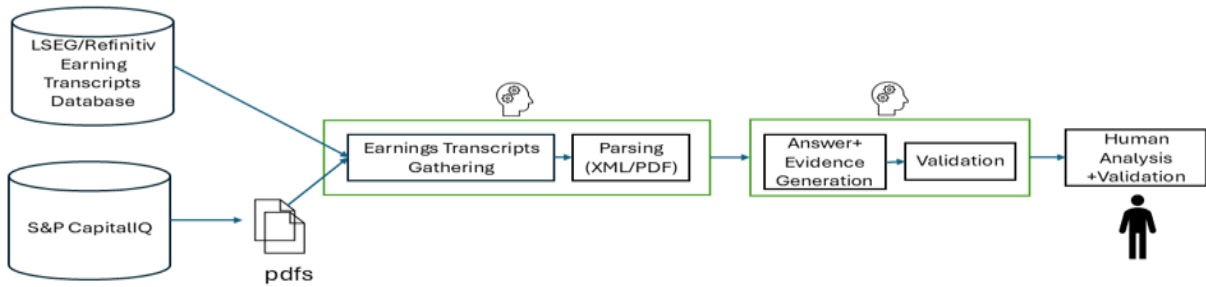 LSEG/Refinitiv
Earning
Transcripts
Database
S&P CapitalIQ
pdfs
Earnings Transcripts
Gathering
Parsing
(XML/PDF)
Answer+
Evidence
Generation
Validation
Human
Analysis
+Validation